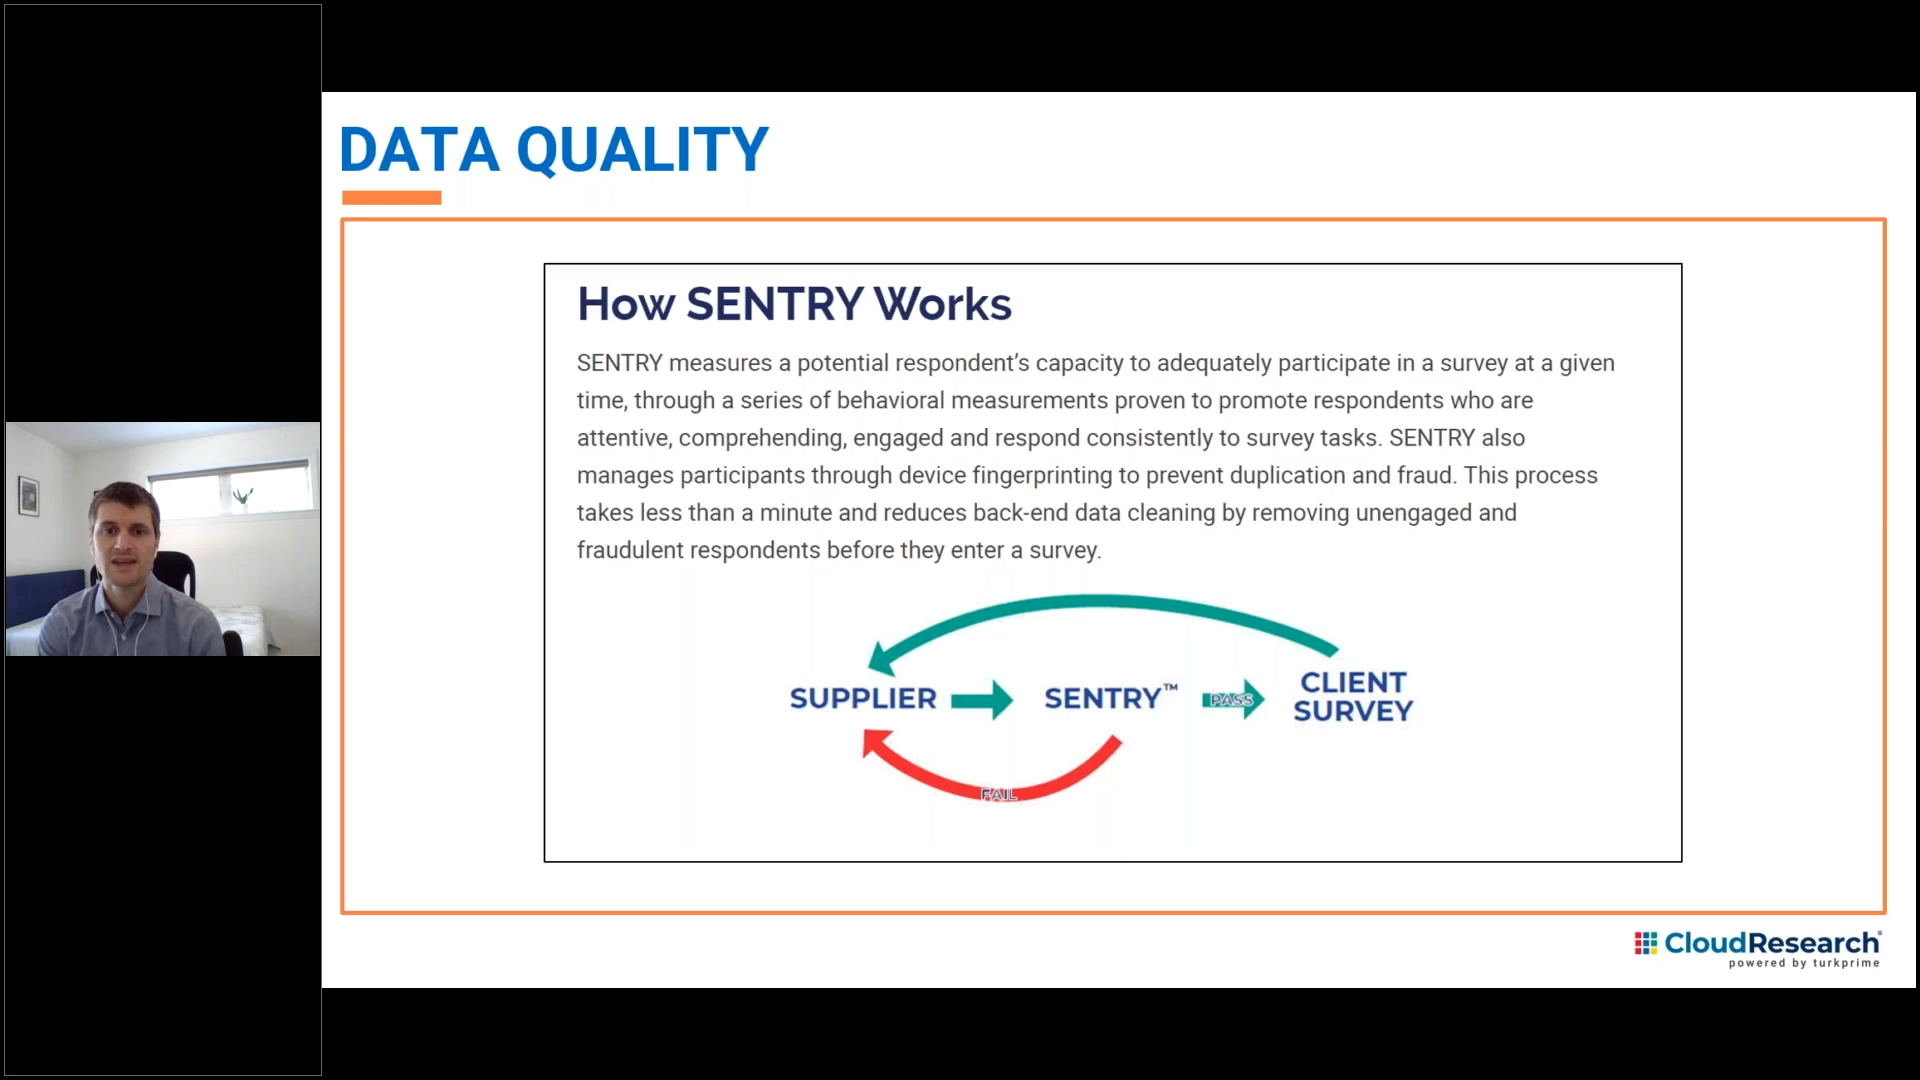 DATA QUALITY
How SENTRY Works
SENTRY measures a potential respondent's capacity to adequately participate in a survey at a given
time, through a series of behavioral measurements proven to promote respondents who are
attentive, comprehending, engaged and respond consistently to survey tasks. SENTRY also
manages participants through device fingerprinting to prevent duplication and fraud. This process
takes less than a minute and reduces back-end data cleaning by removing unengaged and
fraudulent respondents before they enter a survey.
SUPPLIER
SENTRY™
PASS
CLIENT
SURVEY
FAIL
CloudResearch®
powered by turkprime